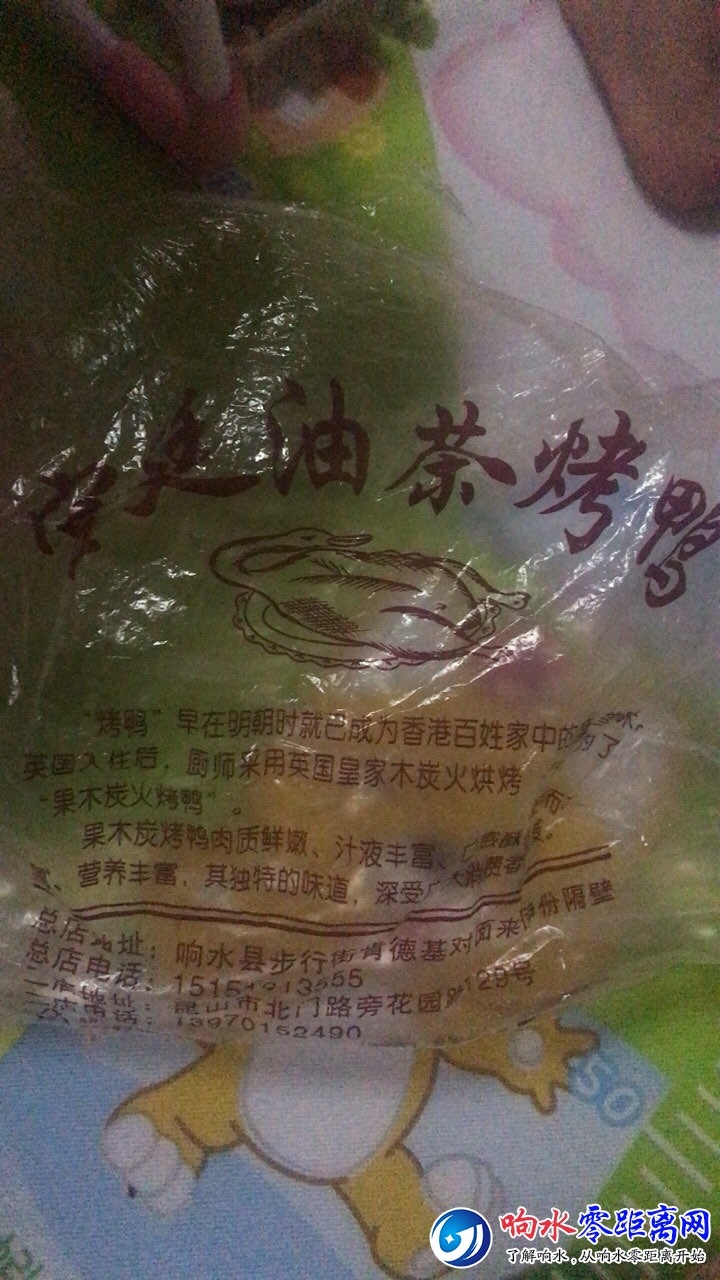 油茶烤鸭
"烤鸭"早在明朝时就已成为香港百姓家中的
英国入住后,厨师采用英国皇家木炭火烘烤
"果木炭火烤鸭"。
果木炭烤鸭肉质鲜嫩、汁液丰富、
营养丰富,其独特的味道,深受广大消费者
总店地址:响水县步行街肯德基对面来伊份隔壁
总店电话:
昆山市北门路旁花园路129号
13970152490
50
响水零距离网
了解响水,从响水零距离开始